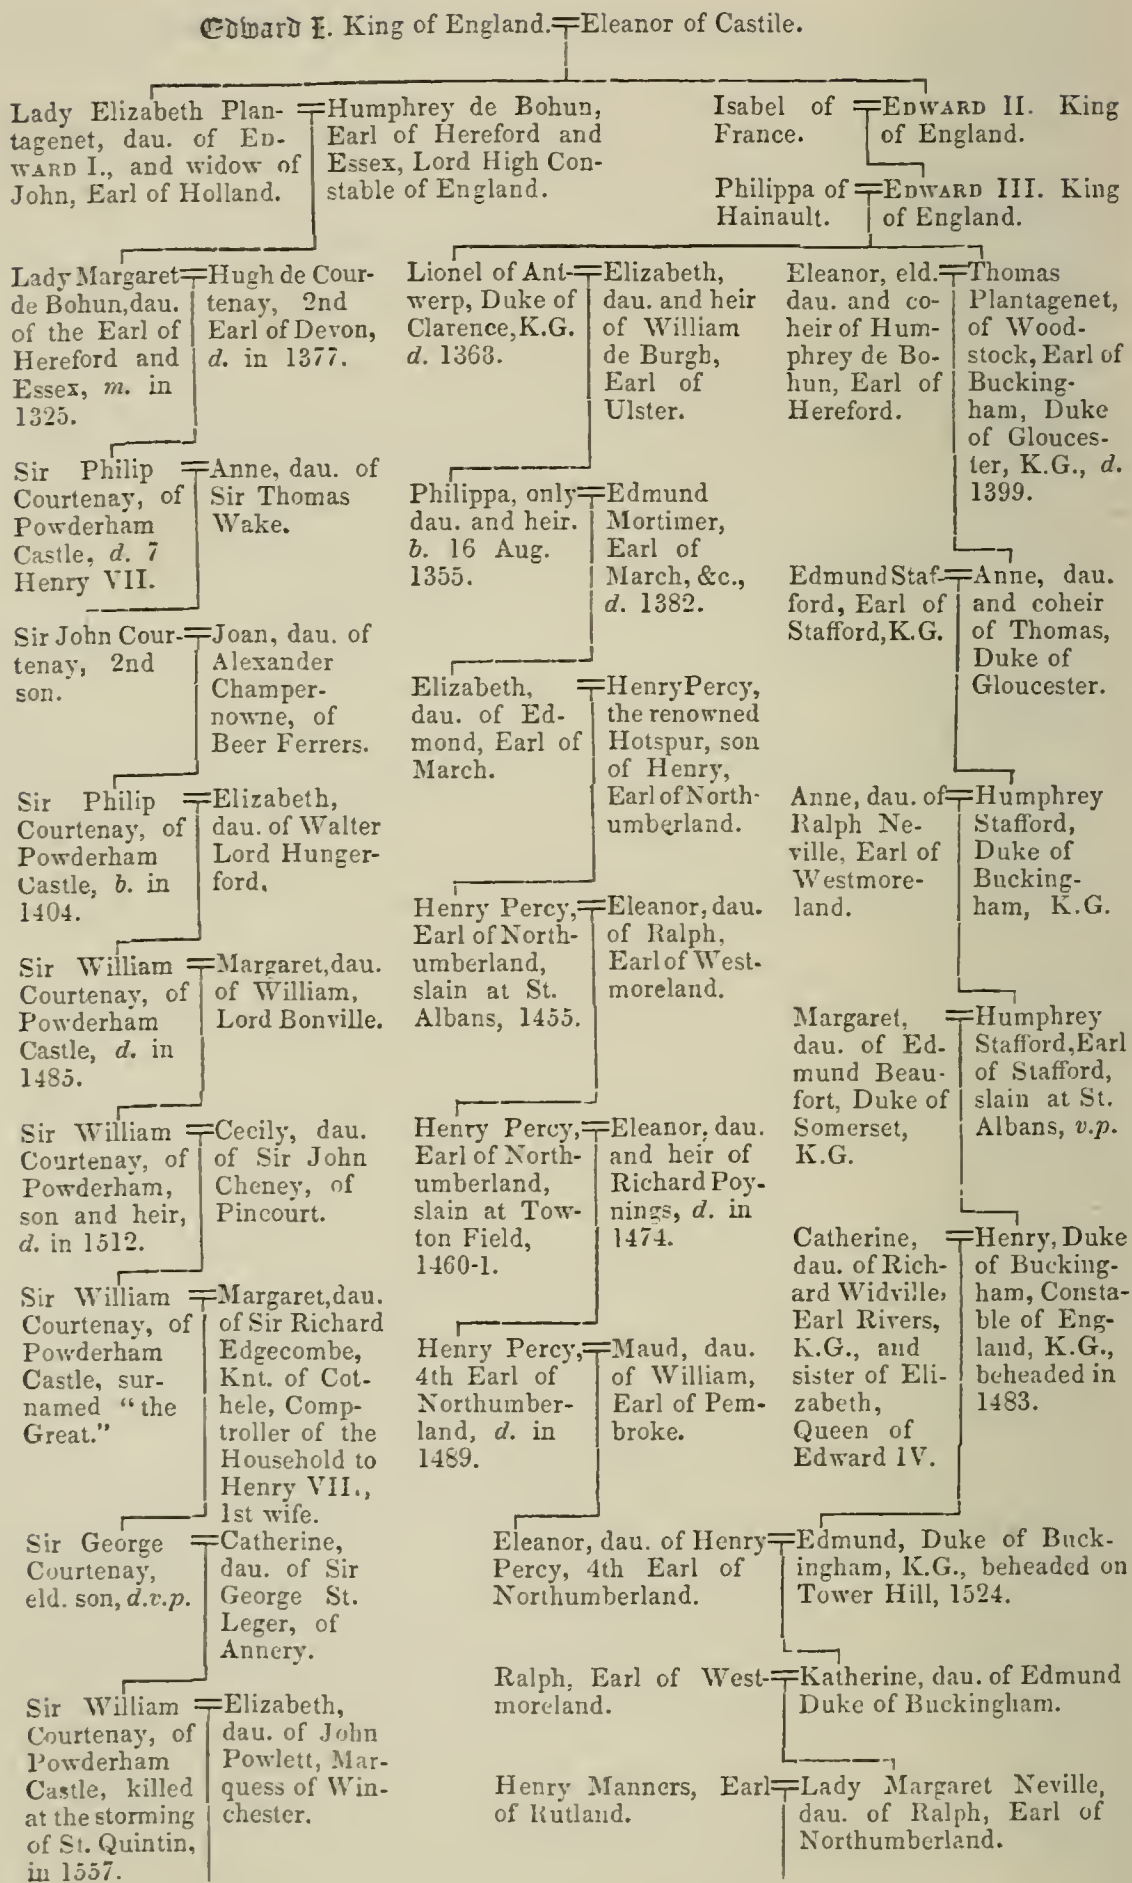 Edward I. King of England.=Eleanor of Castile.
Lady Elizabeth Plan-
tagenet, dau. of ED-
WARD I., and widow of
John, Earl of Holland.
=Humphrey de Bohun,
Earl of Hereford and
Essex, Lord High Con-
stable of England.
Isabel of
France.
=EDWARD II. King
of England.
Philippa of
Hainault.
=EDWARD III. King
of England.
Lady Margaret
de Bohun, dau.
of the Earl of
Hereford and
Essex, m. in
1325.
=Hugh de Cour-
tenay, 2nd
Earl of Devon,
d. in 1377.
Lionel of Ant-
werp, Duke of
Clarence, K.G.
d. 1368.
=Elizabeth,
dau. and heir
of William
de Burgh,
Earl of
Ulster.
Eleanor, eld.
dau. and co-
heir of Hum-
phrey de Bo-
hun, Earl of
Hereford.
=Thomas
Plantagenet,
of Wood-
stock, Earl of
Bucking-
ham, Duke
of Glouces-
ter, K.G., d.
1399.
Sir Philip
Courtenay, of
Powderham
Castle, d. 7
Henry VII.
=Anne, dau. of
Sir Thomas
Wake.
Philippa, only
dau. and heir.
b. 16 Aug.
1355.
=Edmund
Mortimer,
Earl of
March, &c.,
d. 1382.
Edmund Staf-
ford, Earl of
Stafford, K.G.
=Anne, dau.
and coheir
of Thomas,
Duke of
Gloucester.
Sir John Cour-
tenay, 2nd
son.
=Joan, dau. of
Alexander
Champer-
nowne, of
Beer Ferrers.
Elizabeth,
dau. of Ed-
mond, Earl of
March.
=Henry Percy,
the renowned
Hotspur, son
of Henry,
Earl of North-
umberland.
Sir Philip
Courtenay, of
Powderham
Castle, b. in
1404.
=Elizabeth,
dau. of Walter
Lord Hunger-
ford.
Anne, dau. of
Ralph Ne-
ville, Earl of
Westmore-
land.
=Humphrey
Stafford,
Duke of
Bucking-
ham, K.G.
Henry Percy,
Earl of North-
umberland,
slain at St.
Albans, 1455.
=Eleanor, dau.
of Ralph,
Earl of West-
moreland.
Sir William
Courtenay, of
Powderham
Castle, d. in
1485.
=Margaret, dau.
of William,
Lord Bonville.
Margaret,
dau. of Ed-
mund Beau-
fort, Duke of
Somerset,
K.G.
=Humphrey
Stafford, Earl
of Stafford,
slain at St.
Albans, v.p.
Sir William
Courtenay, of
Powderham,
son and heir,
d. in 1512.
=Cecily, dau.
of Sir John
Cheney, of
Pincourt.
Henry Percy,
Earl of North-
umberland,
slain at Tow-
ton Field,
1460-1.
=Eleanor, dau.
and heir of
Richard Poy-
nings, d. in
1474.
Catherine,
dau. of Rich-
ard Widville,
Earl Rivers,
K.G., and
sister of Eli-
zabeth,
Queen of
Edward IV.
=Henry, Duke
of Bucking-
ham, Consta-
ble of Eng-
land, K.G.,
beheaded in
1483.
Sir William
Courtenay, of
Powderham
Castle, sur-
named “the
Great.”
=Margaret, dau.
of Sir Richard
Edgecombe,
Knt. of Cot-
hele, Comp-
troller of the
Household to
Henry VII.,
1st wife.
Henry Percy,
4th Earl of
Northumber-
land, d. in
1489.
=Maud, dau.
of William,
Earl of Pem-
broke.
Sir George
Courtenay,
eld. son, d.v.p.
=Catherine,
dau. of Sir
George St.
Leger, of
Annery.
Eleanor, dau. of Henry
Percy, 4th Earl of
Northumberland.
=Edmund, Duke of Buck-
ingham, K.G., beheaded on
Tower Hill, 1524.
Ralph, Earl of West-
moreland.
=Katherine, dau. of Edmund
Duke of Buckingham.
Sir William
Courtenay, of
Powderham
Castle, killed
at the storming
of St. Quintin,
in 1557.
=Elizabeth,
dau. of John
Powlett, Mar-
quess of Win-
chester.
Henry Manners, Earl
of Rutland.
=Lady Margaret Neville,
dau. of Ralph, Earl of
Northumberland.